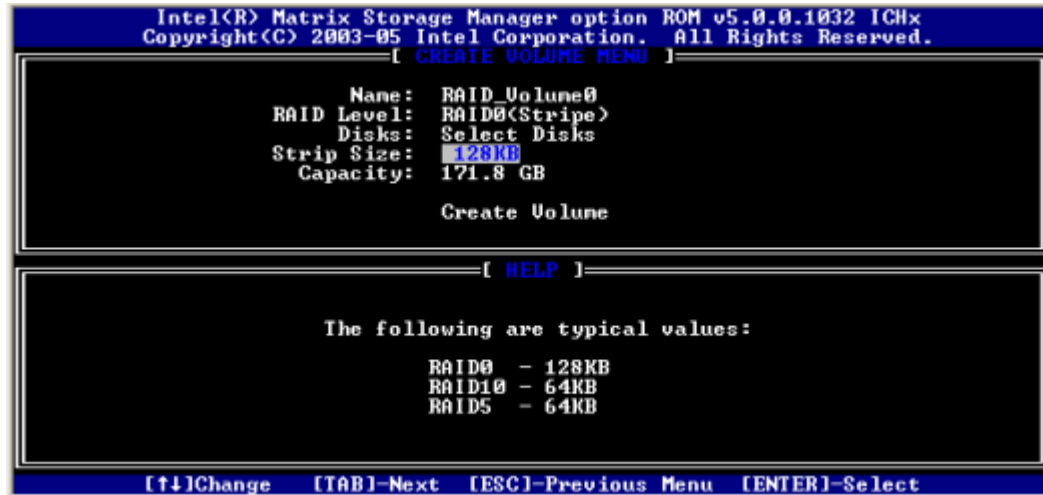 Intel(R) Matrix Storage Manager option ROM v5.0.0.1032 ICHx
Copyright(C) 2003-05 Intel Corporation. All Rights Reserved.
[ CREATE VOLUME MENU ]
Name: RAID_Volume0
RAID Level: RAID0(Stripe)
Disks: Select Disks
Strip Size: 128KB
Capacity: 171.8 GB
Create Volume
[ HELP ]
The following are typical values:
RAID0 - 128KB
RAID10 - 64KB
RAID5 - 64KB
[↑↓]Change [TAB]-Next [ESC]-Previous Menu [ENTER]-Select